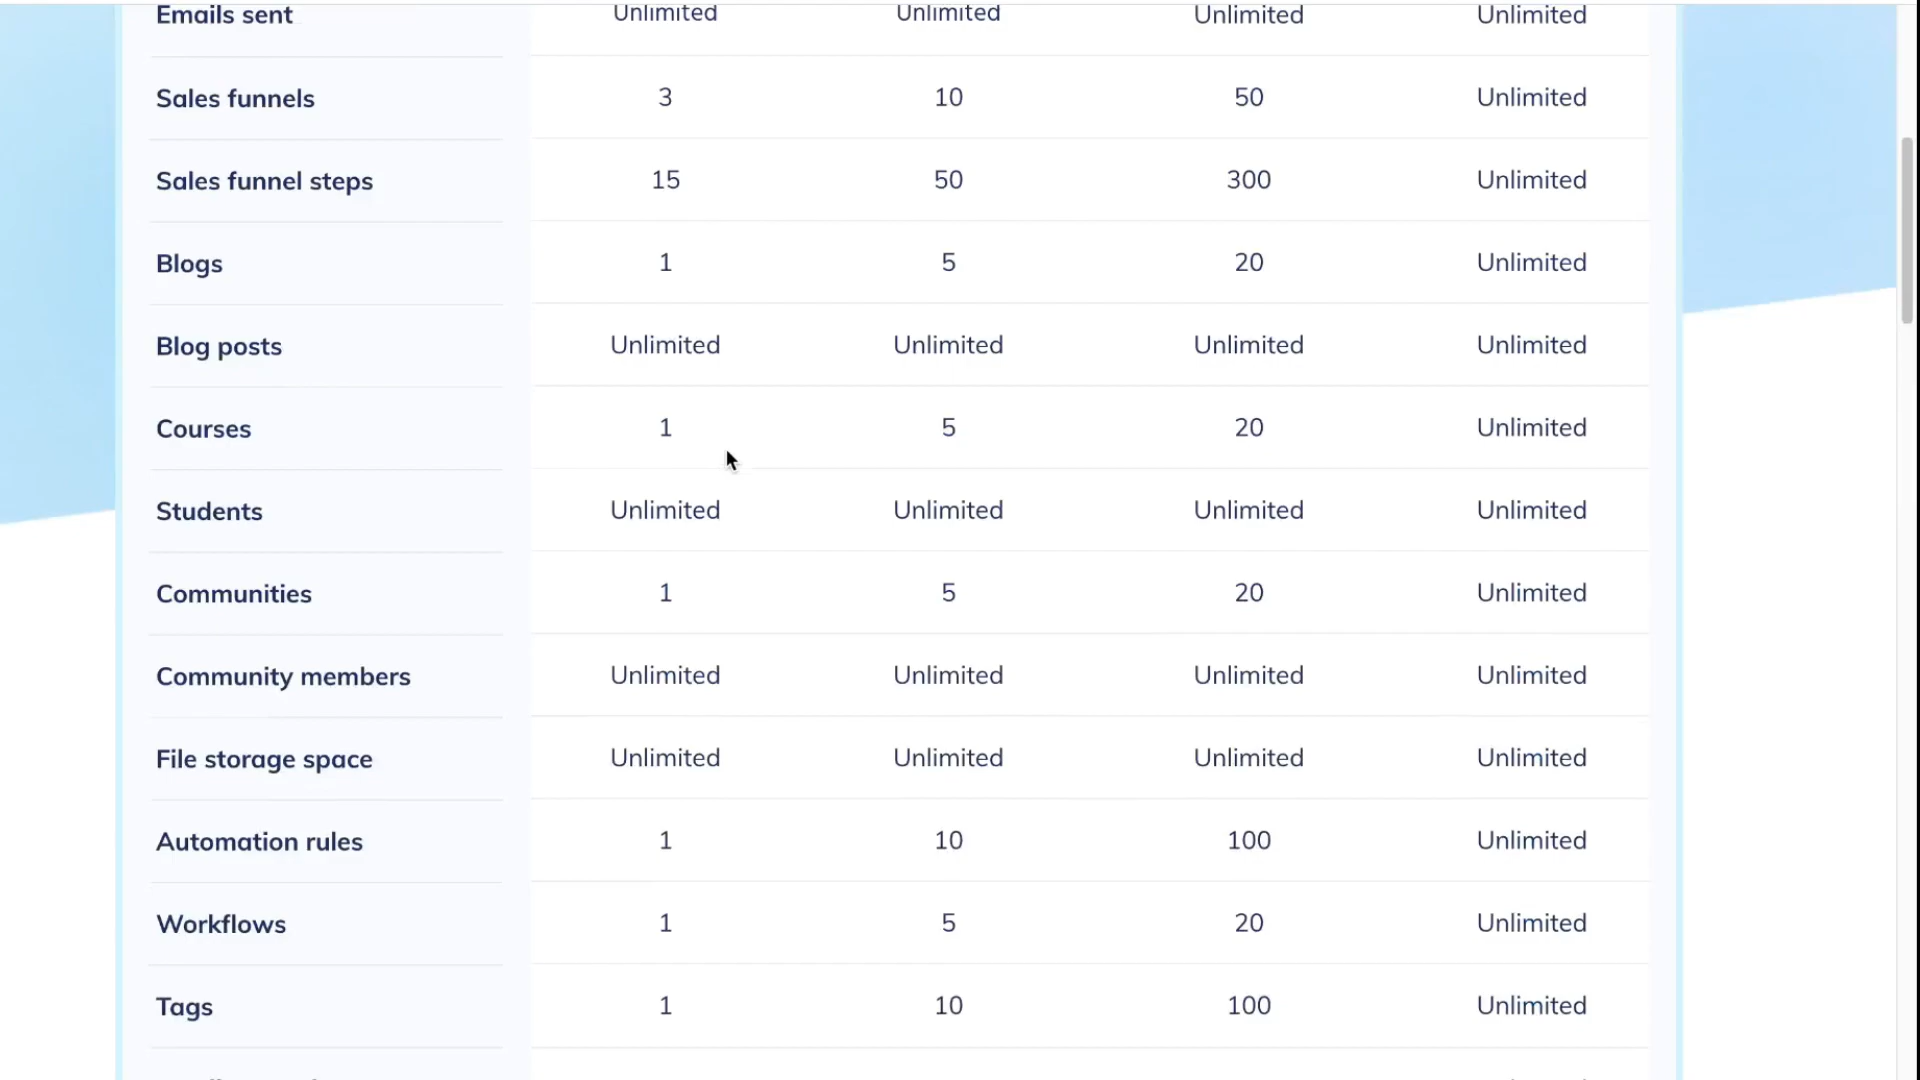 Emails sent Unlimited Unlimited Unlimited Unlimited
Sales funnels 3 10 50 Unlimited
Sales funnel steps 15 50 300 Unlimited
Blogs 1 5 20 Unlimited
Blog posts Unlimited Unlimited Unlimited Unlimited
Courses 1 5 20 Unlimited
Students Unlimited Unlimited Unlimited Unlimited
Communities 1 5 20 Unlimited
Community members Unlimited Unlimited Unlimited Unlimited
File storage space Unlimited Unlimited Unlimited Unlimited
Automation rules 1 10 100 Unlimited
Workflows 1 5 20 Unlimited
Tags 1 10 100 Unlimited